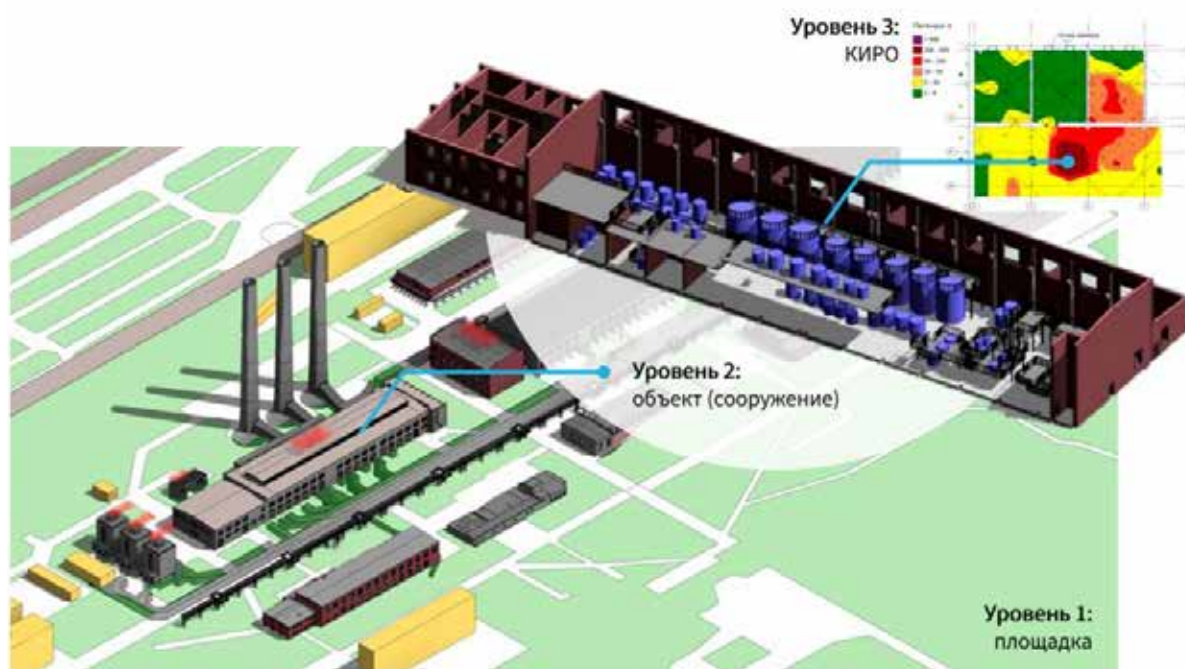 Уровень 3:
КИРО
Уровень 2:
объект (сооружение)
Уровень 1:
площадка